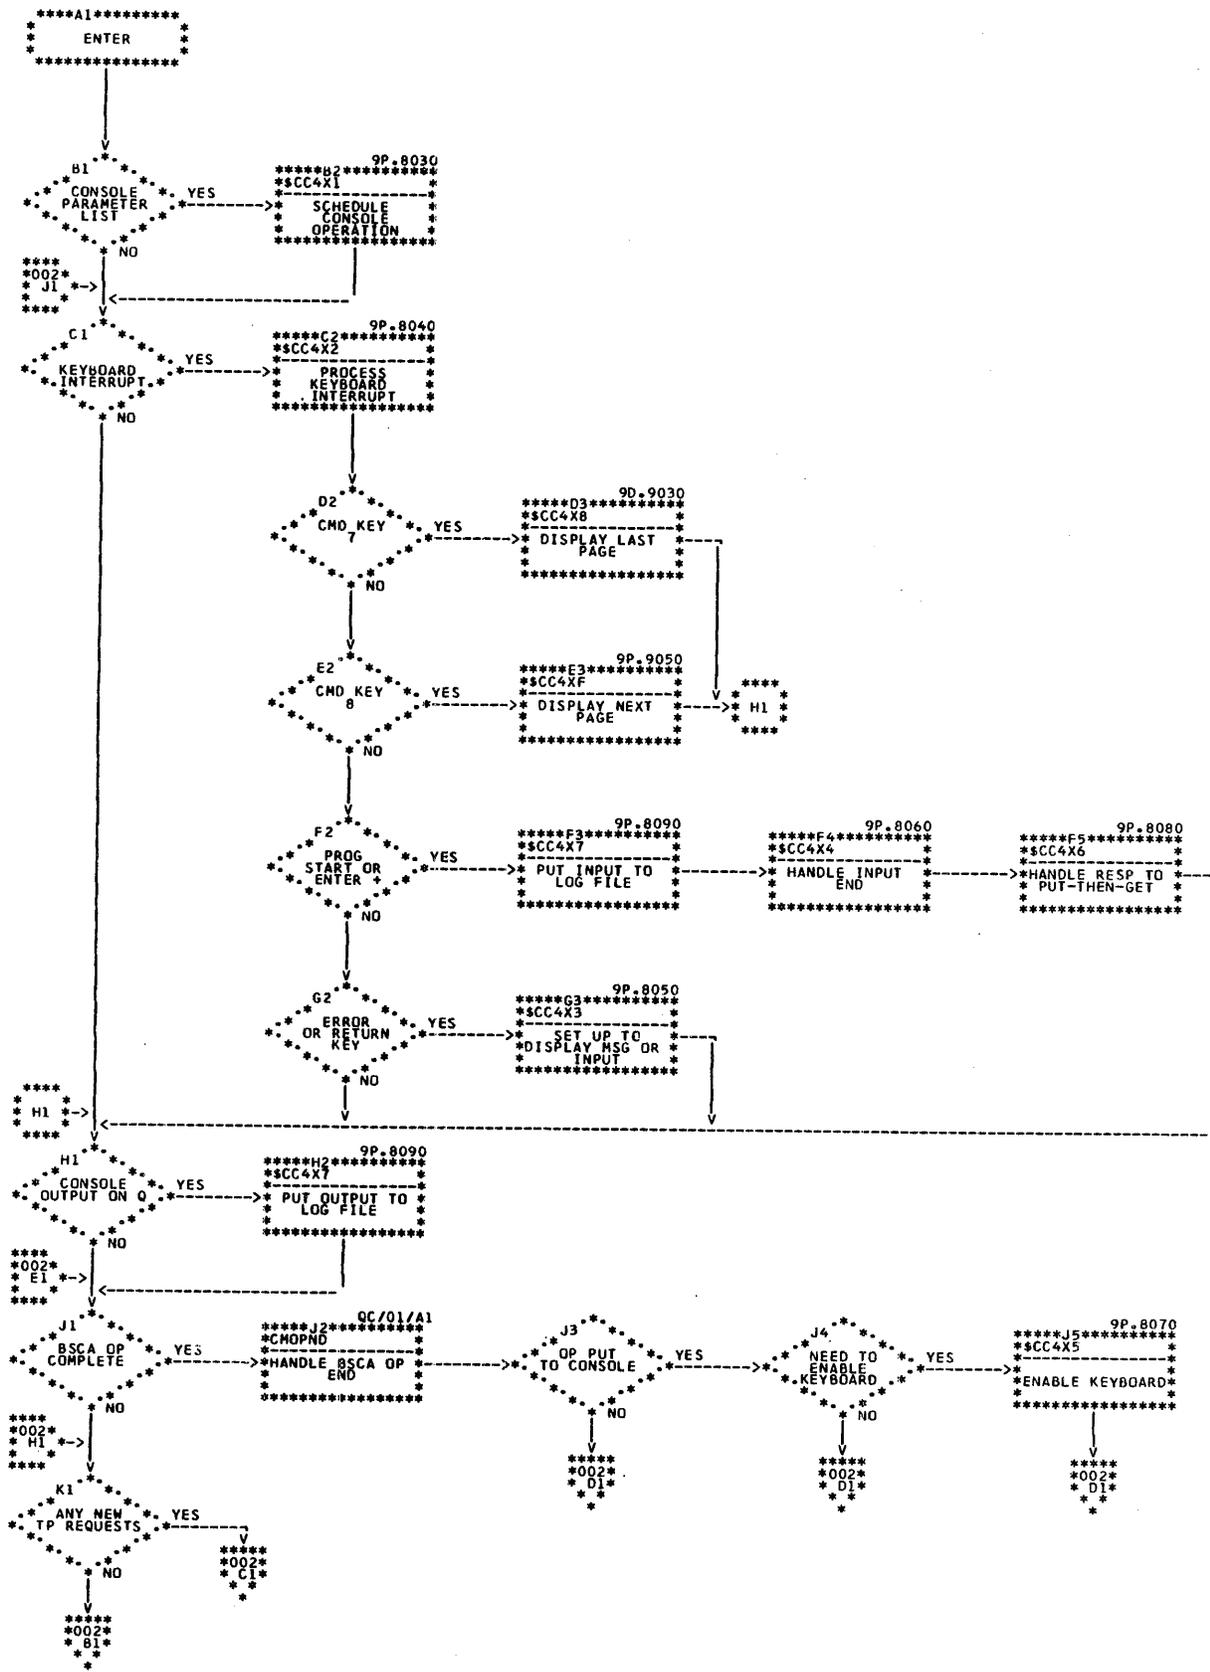 A1
ENTER
B1
CONSOLE
PARAMETER
LIST
YES
NO
9P.8030
B2
$CC4X1
SCHEDULE
CONSOLE
OPERATION
002
J1
C1
KEYBOARD
INTERRUPT
YES
NO
9P.8040
C2
$CC4X2
PROCESS
KEYBOARD
INTERRUPT
D2
CMD KEY
7
YES
NO
9D.9030
D3
$CC4X8
DISPLAY LAST
PAGE
E2
CMD KEY
8
YES
NO
9P.9050
E3
$CC4XF
DISPLAY NEXT
PAGE
H1
F2
PROG
START OR
ENTER +
YES
NO
9P.8090
F3
$CC4X7
PUT INPUT TO
LOG FILE
9P.8060
F4
$CC4X4
HANDLE INPUT
END
9P.8080
F5
$CC4X6
HANDLE RESP TO
PUT-THEN-GET
G2
ERROR
OR RETURN
KEY
YES
NO
9P.8050
G3
$CC4X3
SET UP TO
DISPLAY MSG OR
INPUT
H1
H1
CONSOLE
OUTPUT ON Q
YES
NO
9P.8090
H2
$CC4X7
PUT OUTPUT TO
LOG FILE
002
E1
J1
BSCA OP
COMPLETE
YES
NO
QC/01/A1
J2
CMOPND
HANDLE BSCA OP
END
J3
OP PUT
TO CONSOLE
YES
NO
J4
NEED TO
ENABLE
KEYBOARD
YES
NO
9P.8070
J5
$CC4X5
ENABLE KEYBOARD
002
H1
002
D1
002
D1
002
D1
K1
ANY NEW
TP REQUESTS
YES
NO
002
C1
002
B1